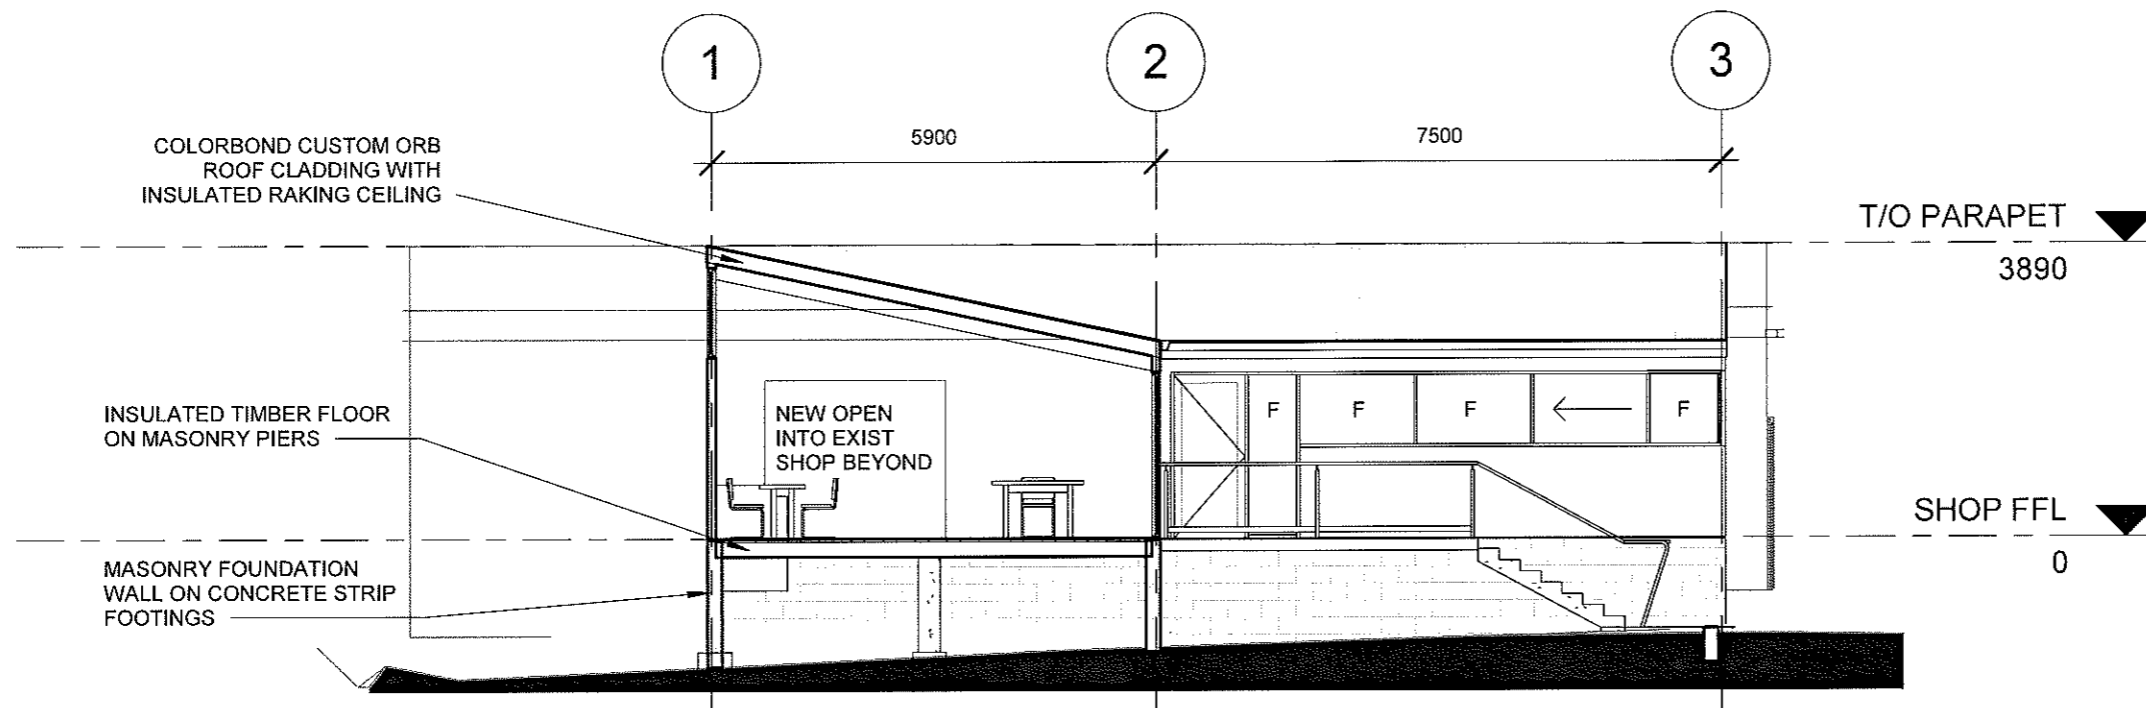 1
2
3
5900
7500
COLORBOND CUSTOM ORB
ROOF CLADDING WITH
INSULATED RAKING CEILING
T/O PARAPET
3890
INSULATED TIMBER FLOOR
ON MASONRY PIERS
NEW OPEN
INTO EXIST
SHOP BEYOND
F
F
F
F
SHOP FFL
0
MASONRY FOUNDATION
WALL ON CONCRETE STRIP
FOOTINGS